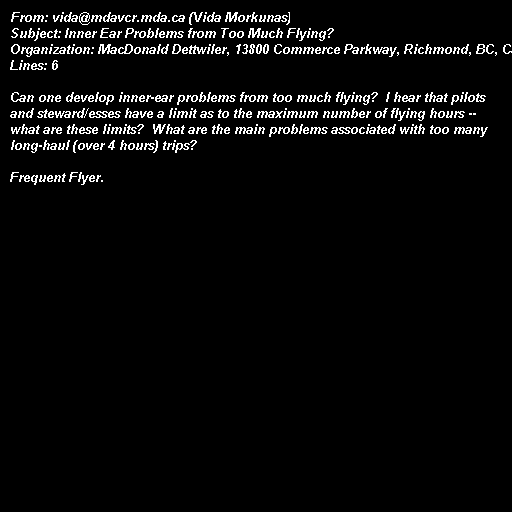 From: vida@mdavcr.mda.ca (Vida Morkunas)
Subject: Inner Ear Problems from Too Much Flying?
Organization: MacDonald Dettwiler, 13800 Commerce Parkway, Richmond, BC,
Lines: 6

Can one develop inner-ear problems from too much flying?  I hear that pilots
and steward/esses have a limit as to the maximum number of flying hours --
what are these limits?  What are the main problems associated with too many
long-haul (over 4 hours) trips?

Frequent Flyer.